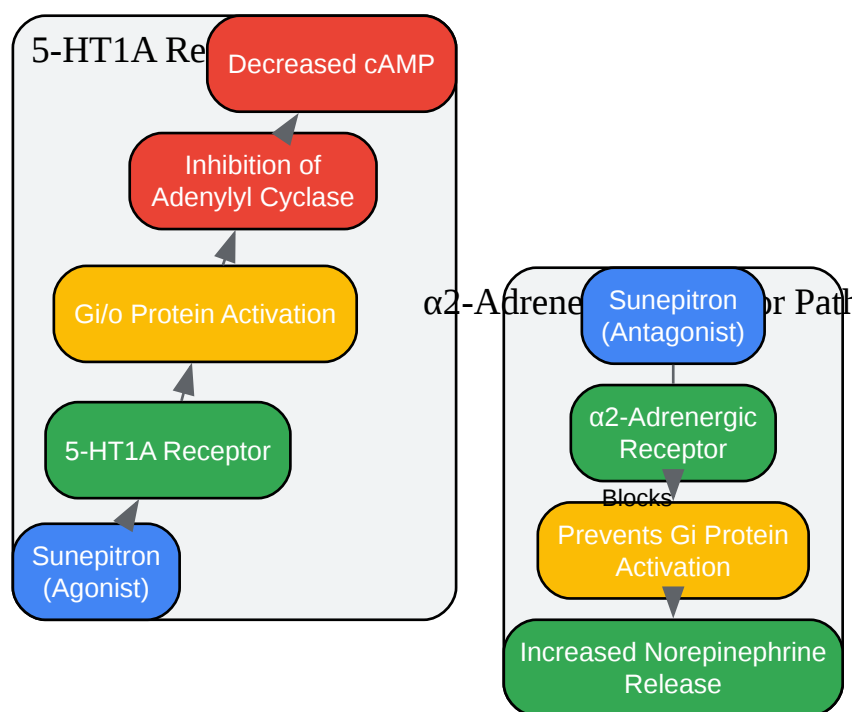 5-HT1A Re
Decreased cAMP
Inhibition of
Adenylyl Cyclase
Gi/o Protein Activation
5-HT1A Receptor
Sunepitron
(Agonist)
α2-Adrene or Path
Sunepitron
(Antagonist)
α2-Adrenergic
Receptor
Blocks
Prevents Gi Protein
Activation
Increased Norepinephrine
Release